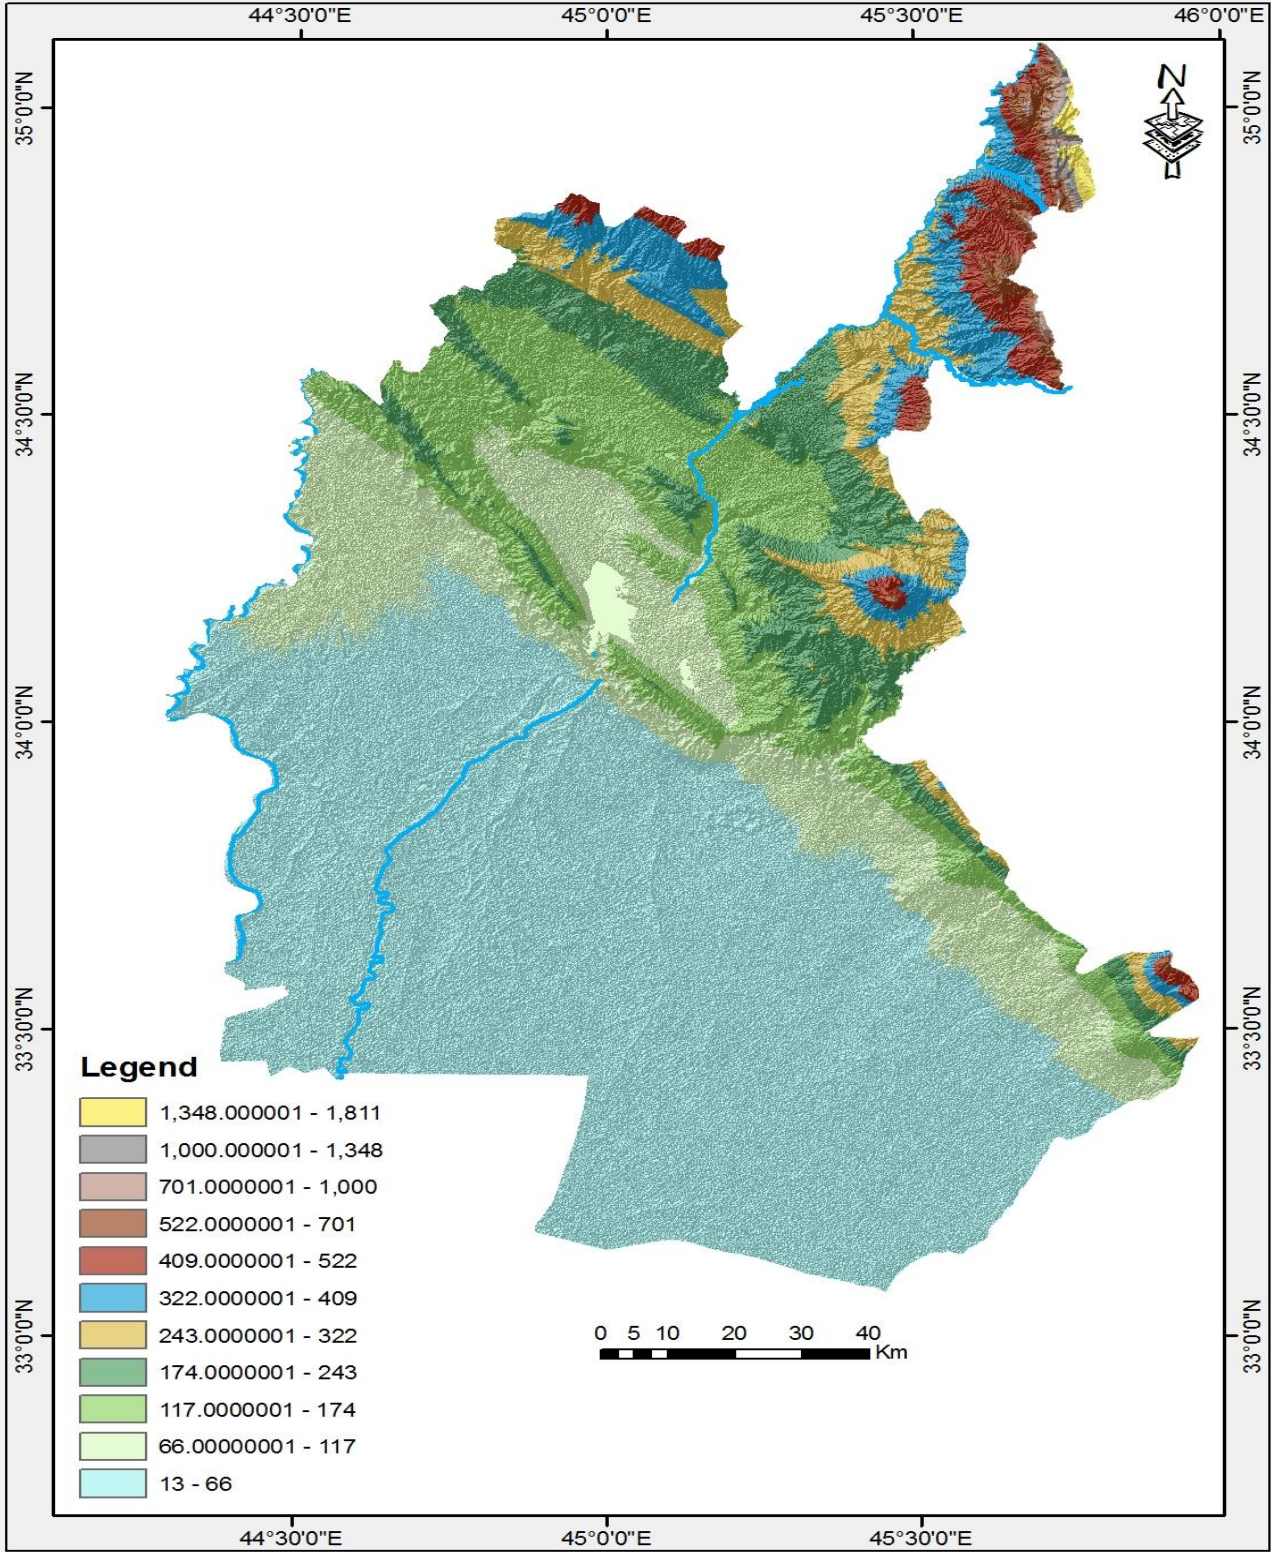 44°30'0"E 45°0'0"E 45°30'0"E 46°0'0"E
N
35°0'0"N 35°0'0"N
34°30'0"N 34°30'0"N
34°0'0"N 34°0'0"N
33°30'0"N 33°30'0"N
33°0'0"N 33°0'0"N
Legend
1,348.000001 - 1,811
1,000.000001 - 1,348
701.0000001 - 1,000
522.0000001 - 701
409.0000001 - 522
322.0000001 - 409
243.0000001 - 322
174.0000001 - 243
117.0000001 - 174
66.00000001 - 117
13 - 66
0 5 10 20 30 40
Km
44°30'0"E 45°0'0"E 45°30'0"E